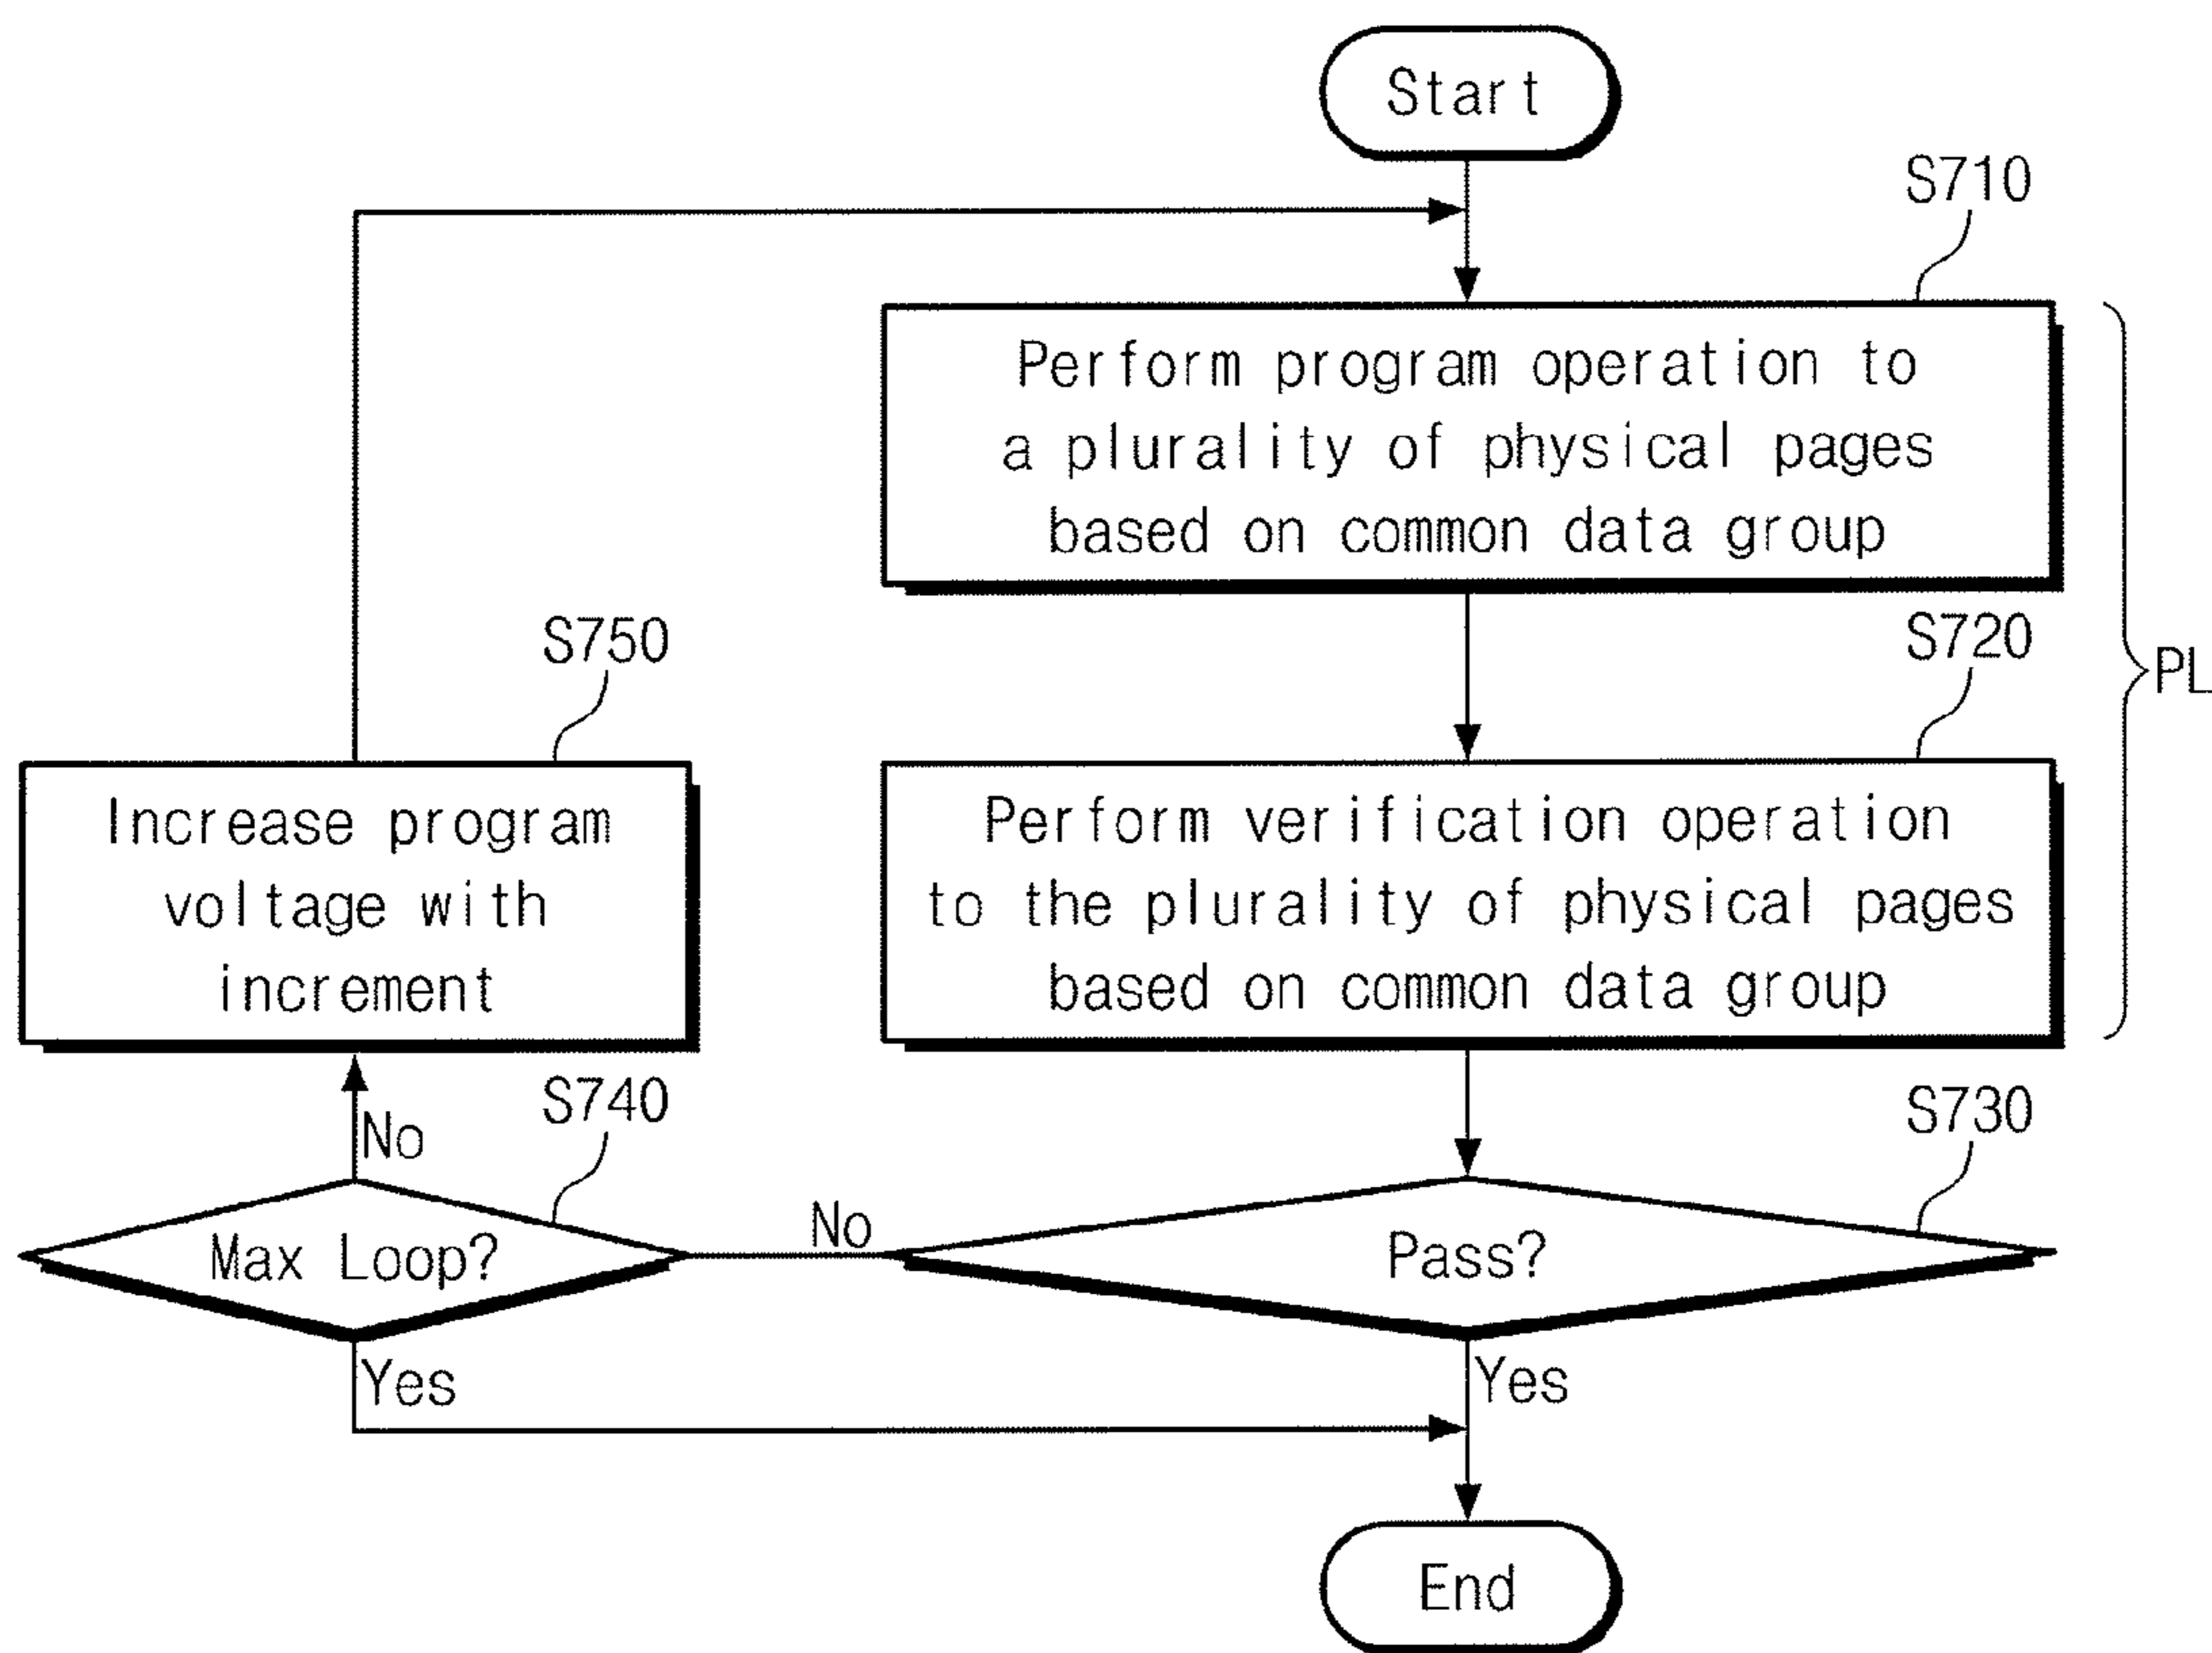 Start
S710
Perform program operation to
a plurality of physical pages
based on common data group
S750
S720
PL
Increase program
voltage with
increment
Perform verification operation
to the plurality of physical pages
based on common data group
S740
S730
No
Max Loop?
No
Pass?
Yes
Yes
End